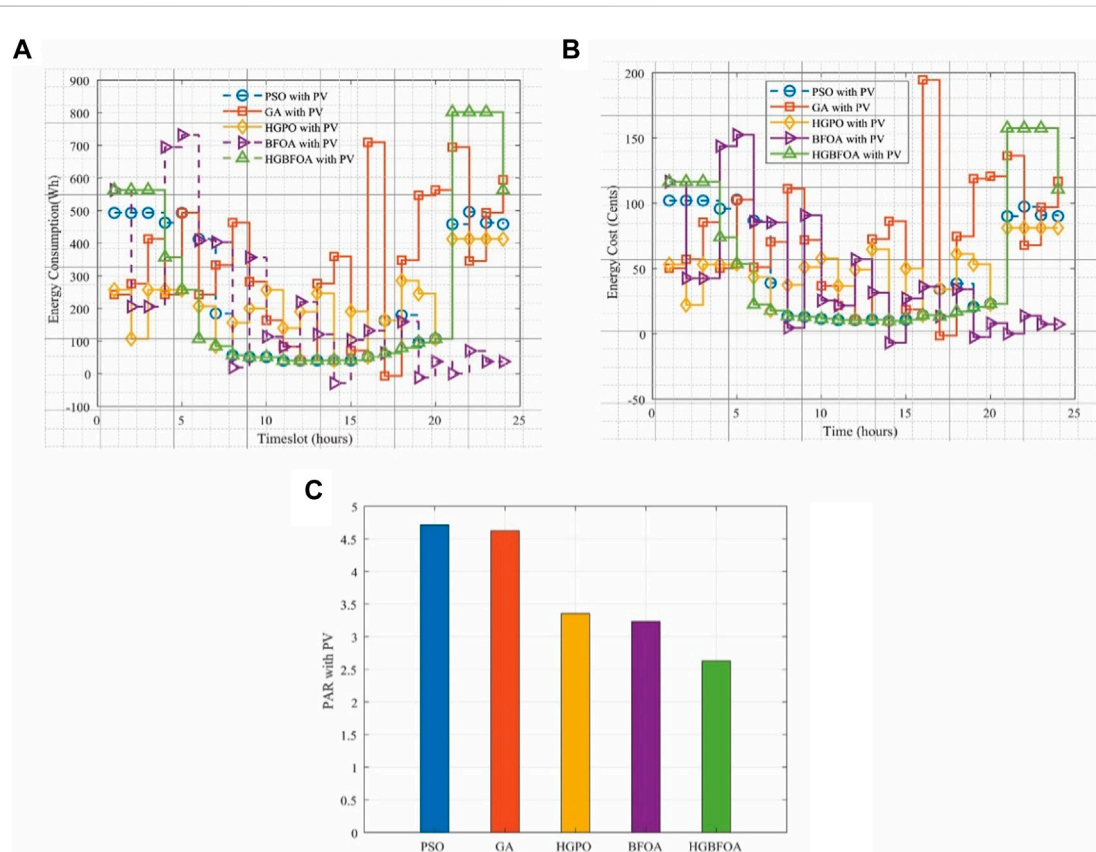 A
900
800
700
600
500
400
300
200
100
0
-100
Energy Consumption(Wh)
PSO with PV
GA with PV
HGPO with PV
BFOA with PV
HGBFOA with PV
0 5 10 15 20 25
Timeslot (hours)
B
200
150
100
50
0
-50
Energy Cost (Cents)
PSO with PV
GA with PV
HGPO with PV
BFOA with PV
HGBFOA with PV
0 5 10 15 20 25
Time (hours)
C
5
4.5
4
3.5
3
2.5
2
1.5
1
0.5
0
PAR with PV
PSO GA HGPO BFOA HGBFOA